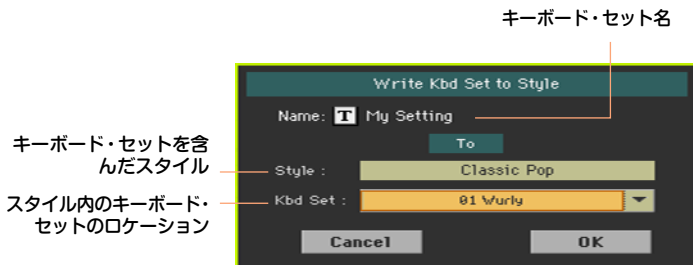 キーボード・セット名
Write Kbd Set to Style
Name: T My Setting
To
キーボード・セットを含
んだスタイル
Style : Classic Pop
スタイル内のキーボード・
セットのロケーション
Kbd Set : 01 Wurly
Cancel OK